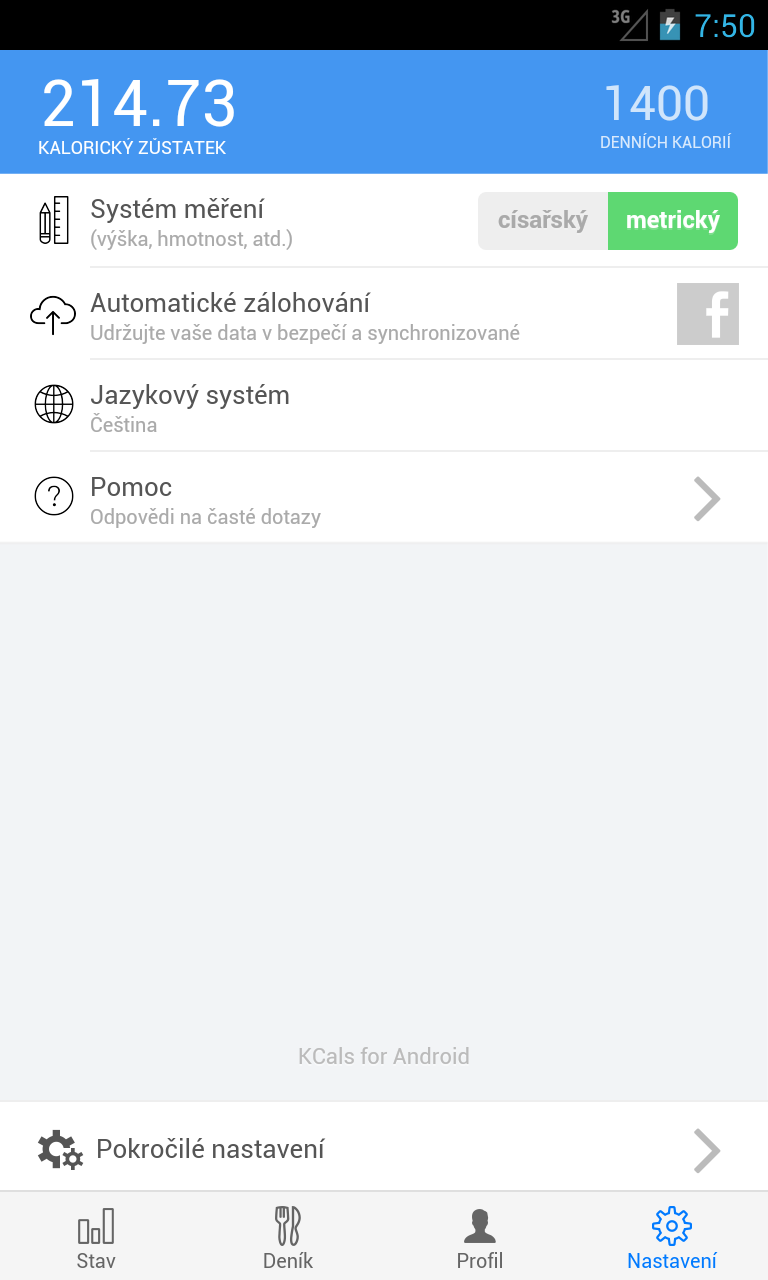 3G 7:50
214.73 1400
KALORICKÝ ZŮSTATEK DENNÍCH KALORIÍ
Systém měření
(výška, hmotnost, atd.)
císařský metrický
Automatické zálohování
Udržujte vaše data v bezpečí a synchronizované
f
Jazykový systém
Čeština
?
Pomoc
Odpovědi na časté dotazy
KCals for Android
Pokročilé nastavení
Stav Deník Profil Nastavení